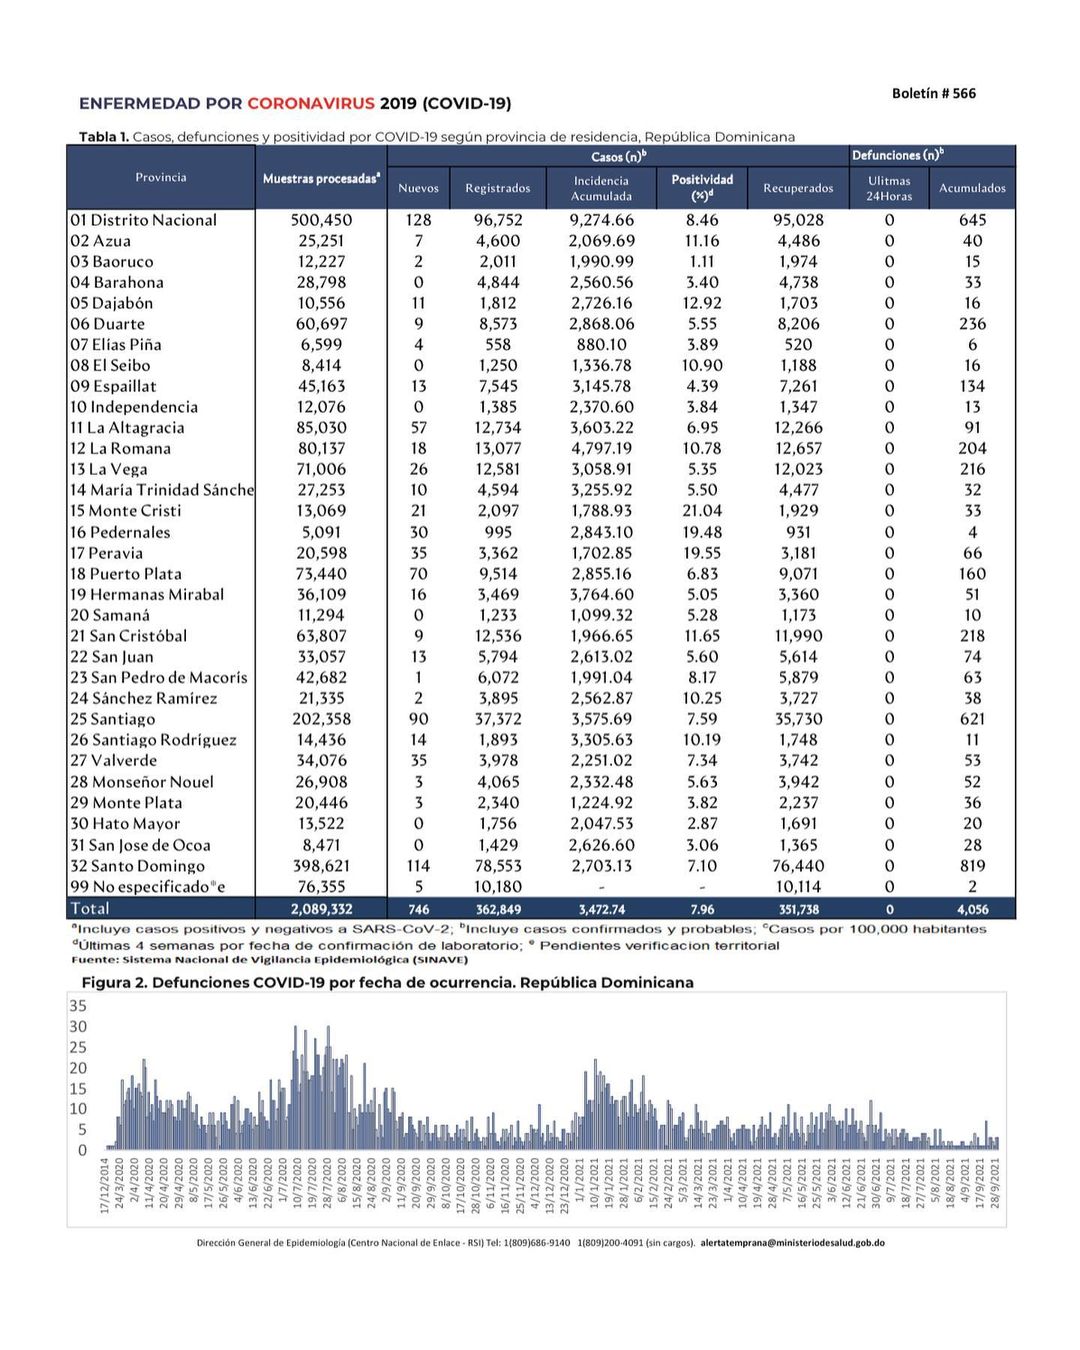 Boletín # 566
ENFERMEDAD POR CORONAVIRUS 2019 (COVID-19)
Tabla 1. Casos, defunciones y positividad por COVID-19 según provincia de residencia, República Dominicana
Casos (n)ᵇ Defunciones (n)ᵇ
Provincia Muestras procesadasᵃ Nuevos Registrados Incidencia Acumulada Positividad (%)ᵈ Recuperados Ulitmas 24Horas Acumulados
01 Distrito Nacional 500,450 128 96,752 9,274.66 8.46 95,028 0 645
02 Azua 25,251 7 4,600 2,069.69 11.16 4,486 0 40
03 Baoruco 12,227 2 2,011 1,990.99 1.11 1,974 0 15
04 Barahona 28,798 0 4,844 2,560.56 3.40 4,738 0 33
05 Dajabón 10,556 11 1,812 2,726.16 12.92 1,703 0 16
06 Duarte 60,697 9 8,573 2,868.06 5.55 8,206 0 236
07 Elías Piña 6,599 4 558 880.10 3.89 520 0 6
08 El Seibo 8,414 0 1,250 1,336.78 10.90 1,188 0 16
09 Espaillat 45,163 13 7,545 3,145.78 4.39 7,261 0 134
10 Independencia 12,076 0 1,385 2,370.60 3.84 1,347 0 13
11 La Altagracia 85,030 57 12,734 3,603.22 6.95 12,266 0 91
12 La Romana 80,137 18 13,077 4,797.19 10.78 12,657 0 204
13 La Vega 71,006 26 12,581 3,058.91 5.35 12,023 0 216
14 María Trinidad Sánche 27,253 10 4,594 3,255.92 5.50 4,477 0 32
15 Monte Cristi 13,069 21 2,097 1,788.93 21.04 1,929 0 33
16 Pedernales 5,091 30 995 2,843.10 19.48 931 0 4
17 Peravia 20,598 35 3,362 1,702.85 19.55 3,181 0 66
18 Puerto Plata 73,440 70 9,514 2,855.16 6.83 9,071 0 160
19 Hermanas Mirabal 36,109 16 3,469 3,764.60 5.05 3,360 0 51
20 Samaná 11,294 0 1,233 1,099.32 5.28 1,173 0 10
21 San Cristóbal 63,807 9 12,536 1,966.65 11.65 11,990 0 218
22 San Juan 33,057 13 5,794 2,613.02 5.60 5,614 0 74
23 San Pedro de Macorís 42,682 1 6,072 1,991.04 8.17 5,879 0 63
24 Sánchez Ramírez 21,335 2 3,895 2,562.87 10.25 3,727 0 38
25 Santiago 202,358 90 37,372 3,575.69 7.59 35,730 0 621
26 Santiago Rodríguez 14,436 14 1,893 3,305.63 10.19 1,748 0 11
27 Valverde 34,076 35 3,978 2,251.02 7.34 3,742 0 53
28 Monseñor Nouel 26,908 3 4,065 2,332.48 5.63 3,942 0 52
29 Monte Plata 20,446 3 2,340 1,224.92 3.82 2,237 0 36
30 Hato Mayor 13,522 0 1,756 2,047.53 2.87 1,691 0 20
31 San Jose de Ocoa 8,471 0 1,429 2,626.60 3.06 1,365 0 28
32 Santo Domingo 398,621 114 78,553 2,703.13 7.10 76,440 0 819
99 No especificado*e 76,355 5 10,180 - - 10,114 0 2
Total 2,089,332 746 362,849 3,472.74 7.96 351,738 0 4,056
ᵃIncluye casos positivos y negativos a SARS-CoV-2; ᵇIncluye casos confirmados y probables; ᶜCasos por 100,000 habitantes
ᵈÚltimas 4 semanas por fecha de confirmación de laboratorio; ᵉ Pendientes verificacion territorial
Fuente: Sistema Nacional de Vigilancia Epidemiológica (SINAVE)
Figura 2. Defunciones COVID-19 por fecha de ocurrencia. República Dominicana
35
30
25
20
15
10
5
0
17/12/2014 24/3/2020 2/4/2020 11/4/2020 20/4/2020 29/4/2020 8/5/2020 17/5/2020 26/5/2020 4/6/2020 13/6/2020 22/6/2020 1/7/2020 10/7/2020 19/7/2020 28/7/2020 6/8/2020 15/8/2020 24/8/2020 2/9/2020 11/9/2020 20/9/2020 29/9/2020 8/10/2020 17/10/2020 28/10/2020 6/11/2020 16/11/2020 25/11/2020 4/12/2020 13/12/2020 23/12/2020 1/1/2021 10/1/2021 19/1/2021 28/1/2021 6/2/2021 15/2/2021 24/2/2021 5/3/2021 14/3/2021 23/3/2021 1/4/2021 10/4/2021 19/4/2021 28/4/2021 7/5/2021 16/5/2021 25/5/2021 3/6/2021 12/6/2021 21/6/2021 30/6/2021 9/7/2021 18/7/2021 27/7/2021 5/8/2021 18/8/2021 4/9/2021 17/9/2021 28/9/2021
Dirección General de Epidemiología (Centro Nacional de Enlace - RSI) Tel: 1(809)686-9140 1(809)200-4091 (sin cargos). alertatemprana@ministeriodesalud.gob.do